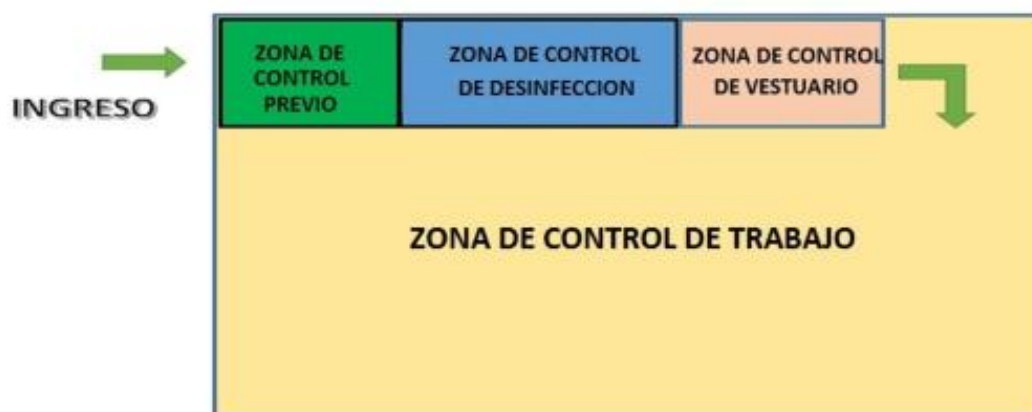 INGRESO
ZONA DE
CONTROL
PREVIO
ZONA DE CONTROL
DE DESINFECCION
ZONA DE CONTROL
DE VESTUARIO
ZONA DE CONTROL DE TRABAJO